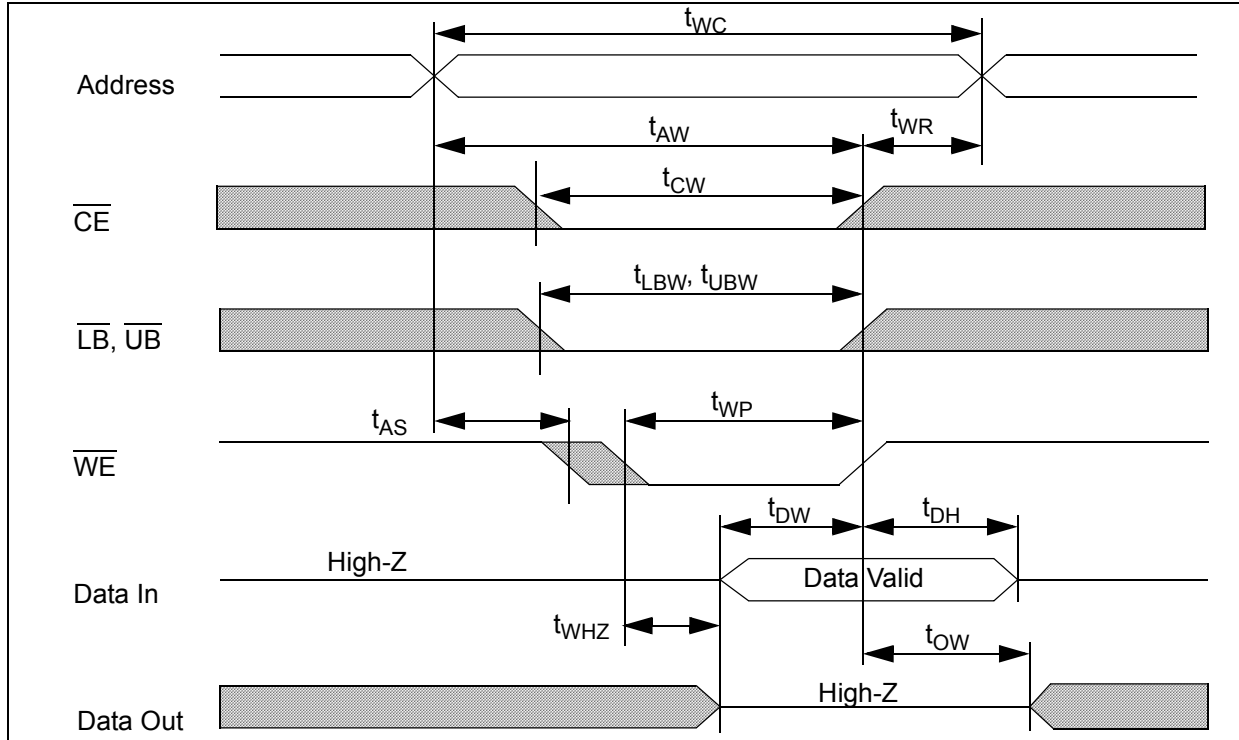 tWC
Address
tAW
tWR
tCW
CE
tLBW, tUBW
LB, UB
tAS
tWP
WE
tDW
tDH
High-Z
Data Valid
Data In
tWHZ
tOW
High-Z
Data Out